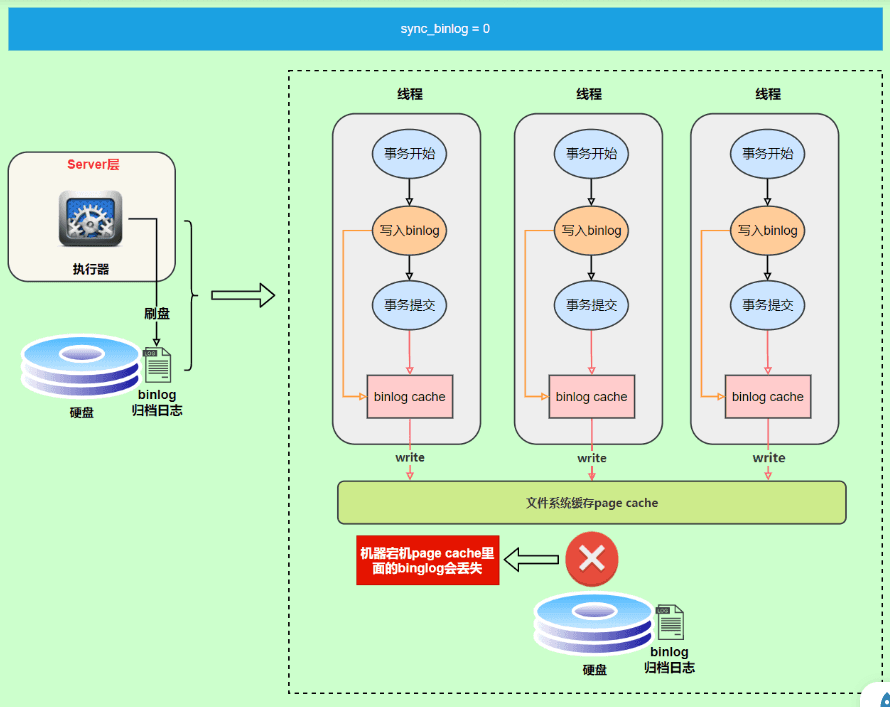 sync_binlog = 0
Server层
执行器
刷盘
硬盘
binlog
归档日志
线程
事务开始
写入binlog
事务提交
binlog cache
write
线程
事务开始
写入binlog
事务提交
binlog cache
write
线程
事务开始
写入binlog
事务提交
binlog cache
write
文件系统缓存page cache
机器宕机page cache里
面的binglog会丢失
硬盘
binlog
归档日志